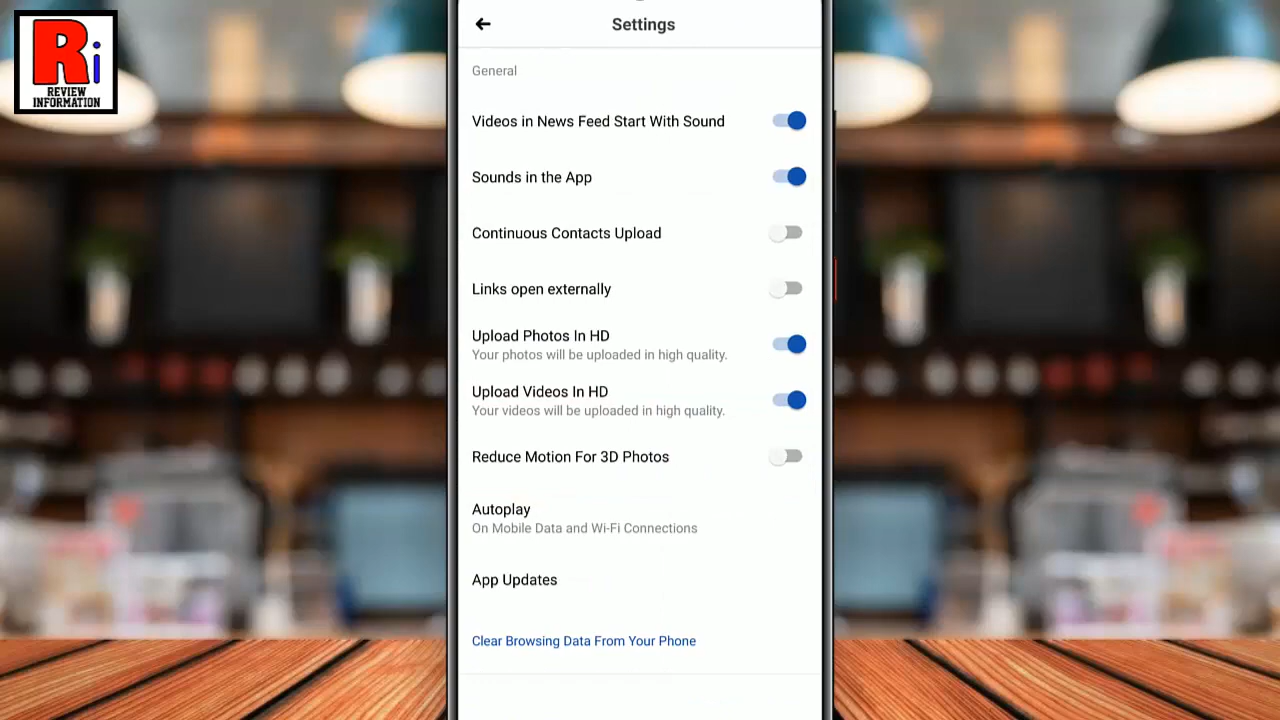 Ri
REVIEW
INFORMATION
Settings
General
Videos in News Feed Start With Sound
Sounds in the App
Continuous Contacts Upload
Links open externally
Upload Photos In HD
Your photos will be uploaded in high quality.
Upload Videos In HD
Your videos will be uploaded in high quality.
Reduce Motion For 3D Photos
Autoplay
On Mobile Data and Wi-Fi Connections
App Updates
Clear Browsing Data From Your Phone